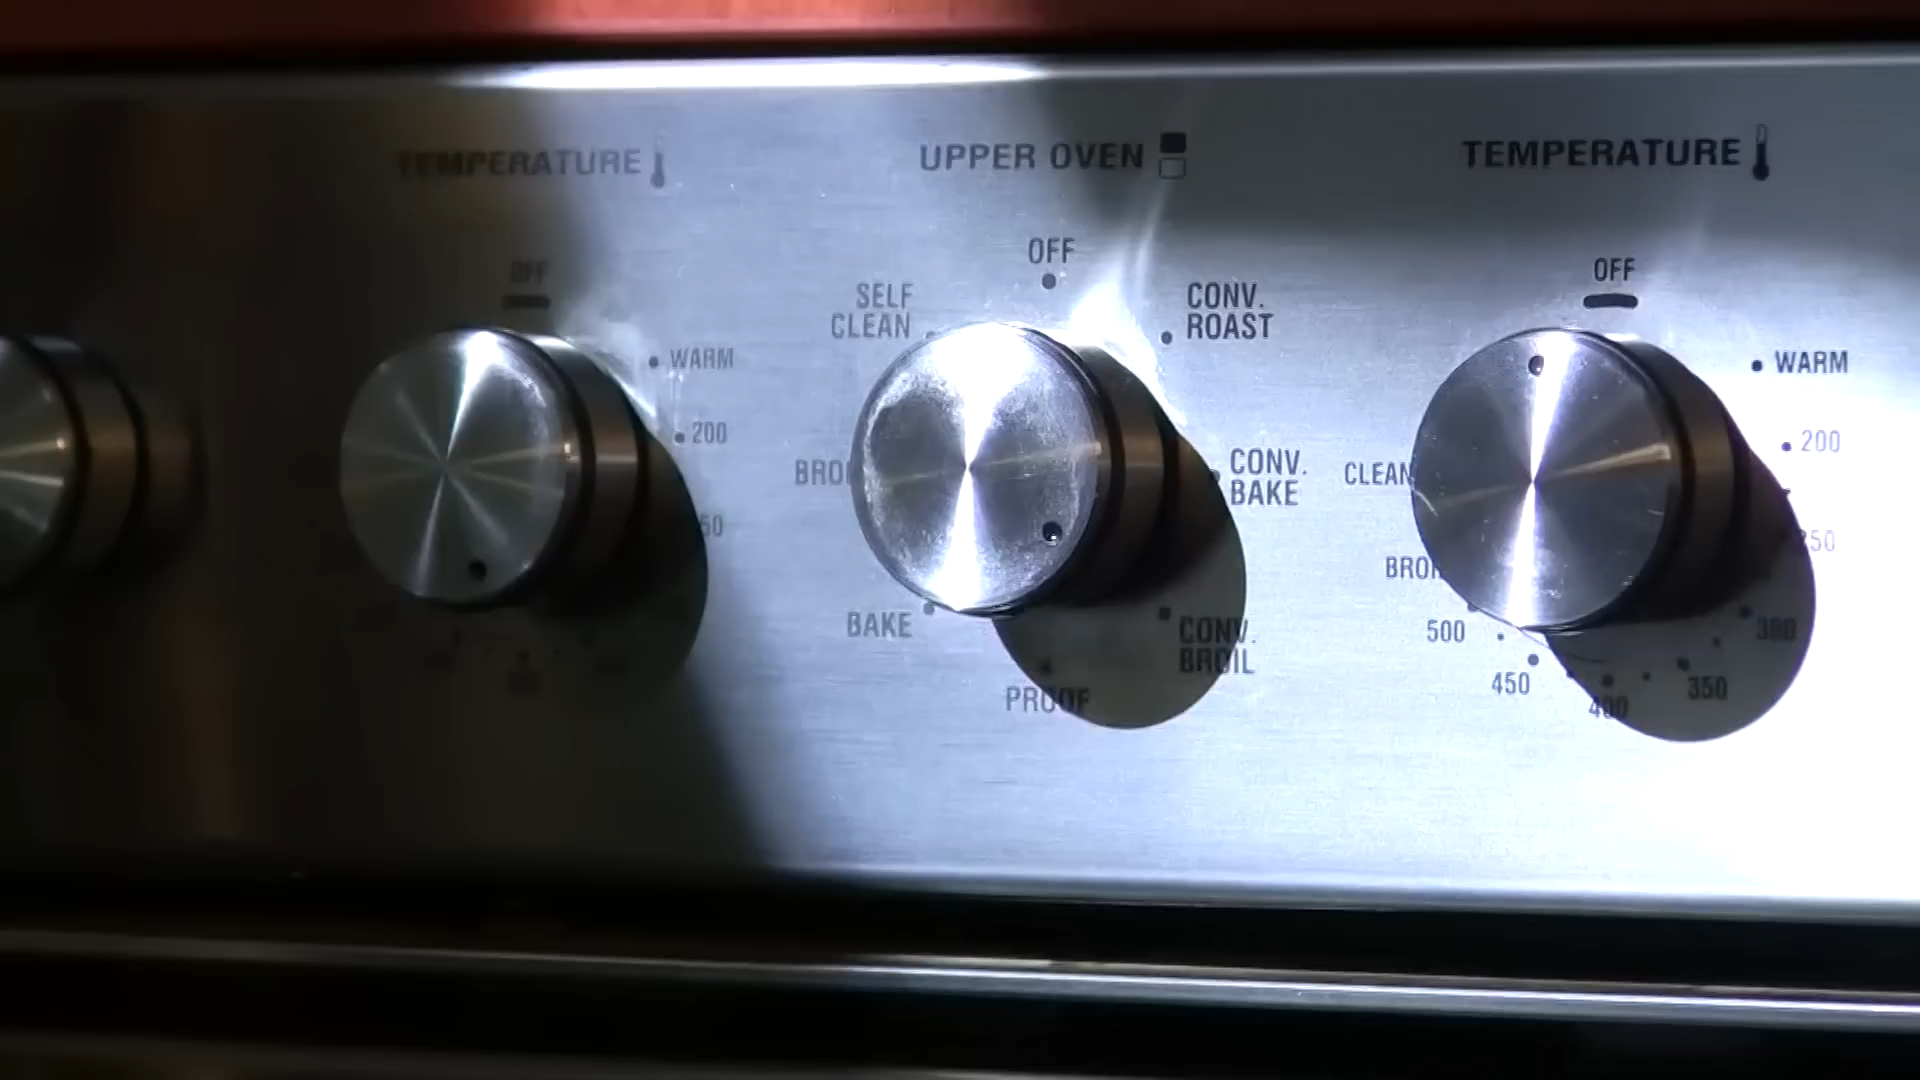 TEMPERATURE
OFF
WARM
200
UPPER OVEN
OFF
SELF
CLEAN
CONV.
ROAST
CONV.
BAKE
BAKE
CONV.
BROIL
PROOF
TEMPERATURE
OFF
WARM
200
CLEAN
500
300
450
350
400